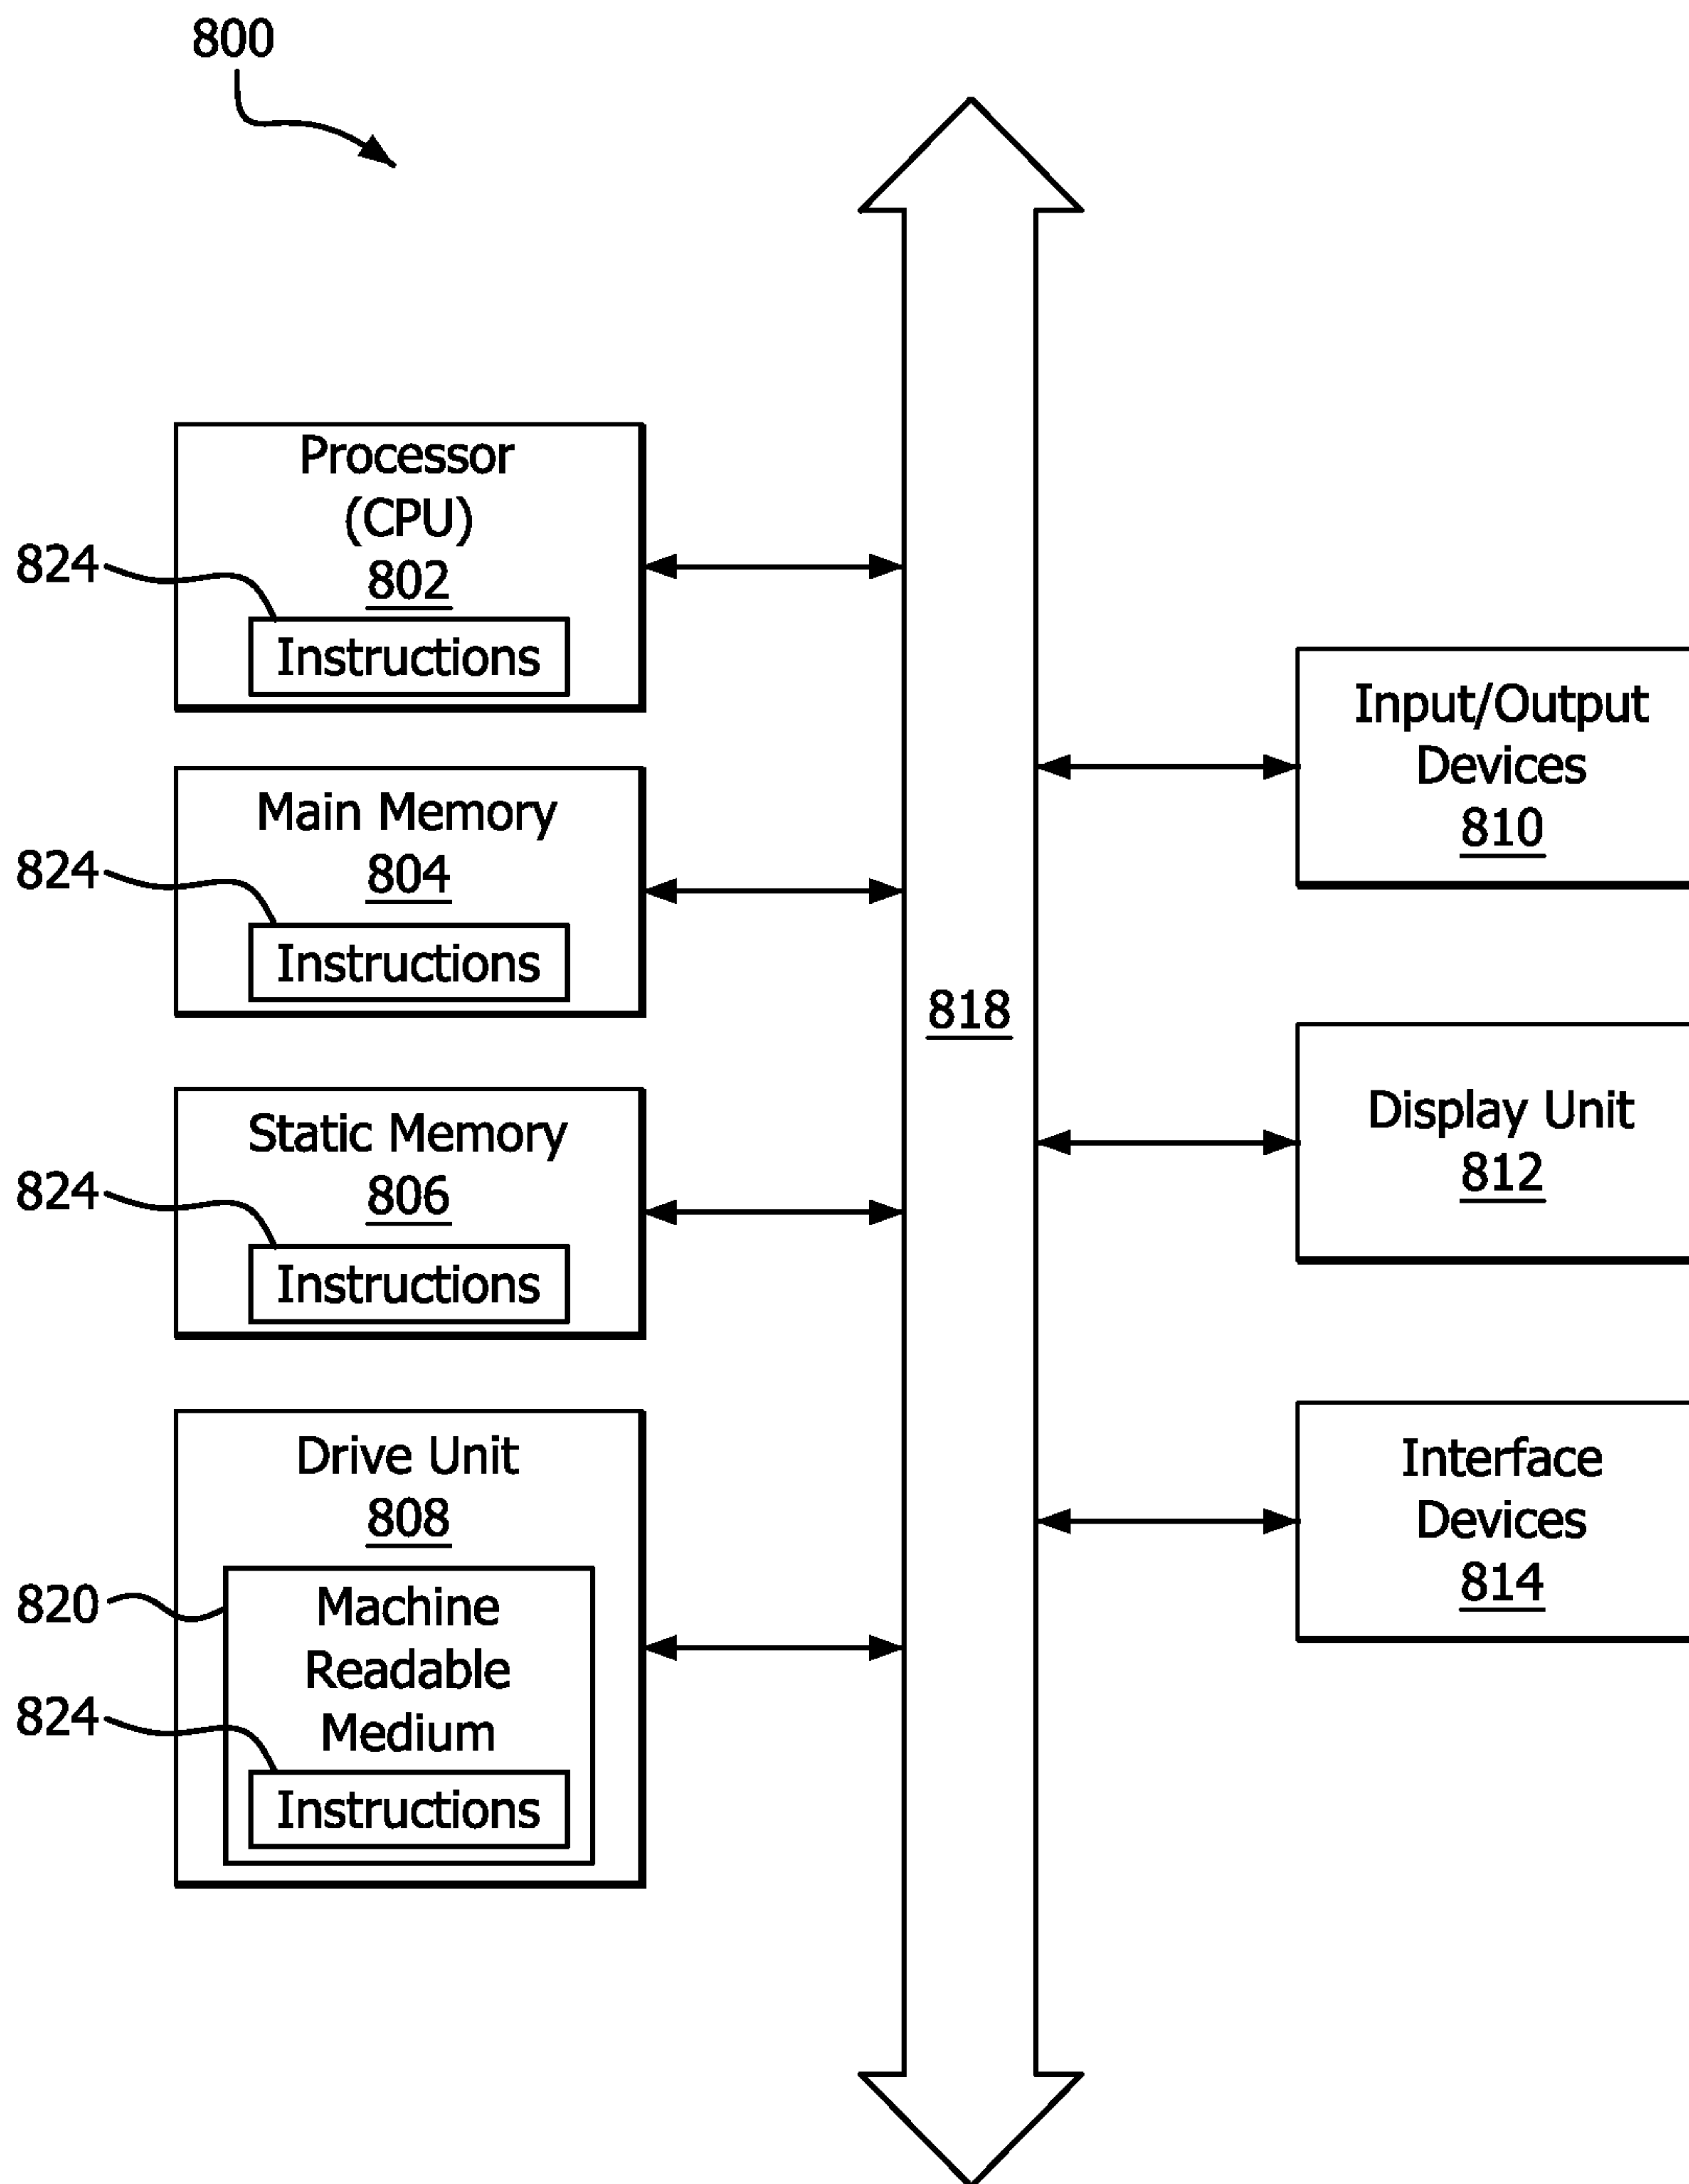 800
Processor
(CPU)
802
824
Instructions
Main Memory
804
824
Instructions
Static Memory
806
824
Instructions
Drive Unit
808
820
Machine
Readable
Medium
824
Instructions
818
Input/Output
Devices
810
Display Unit
812
Interface
Devices
814